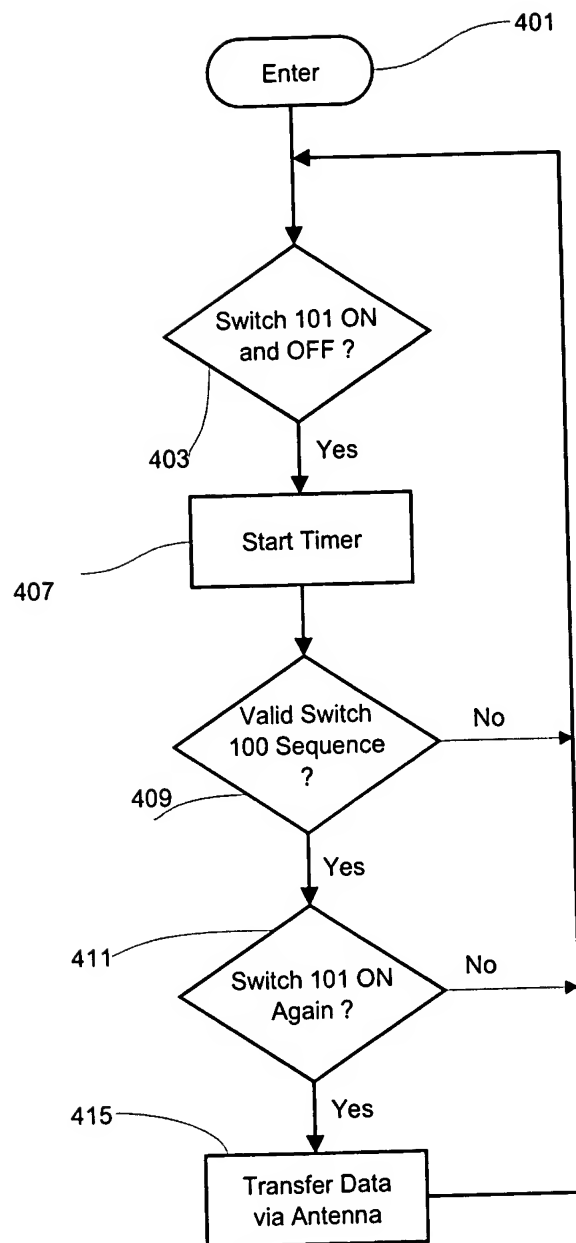 401
Enter
Switch 101 ON
and OFF ?
403
Yes
Start Timer
407
Valid Switch
100 Sequence
?
No
409
Yes
411
Switch 101 ON
Again ?
No
415
Yes
Transfer Data
via Antenna